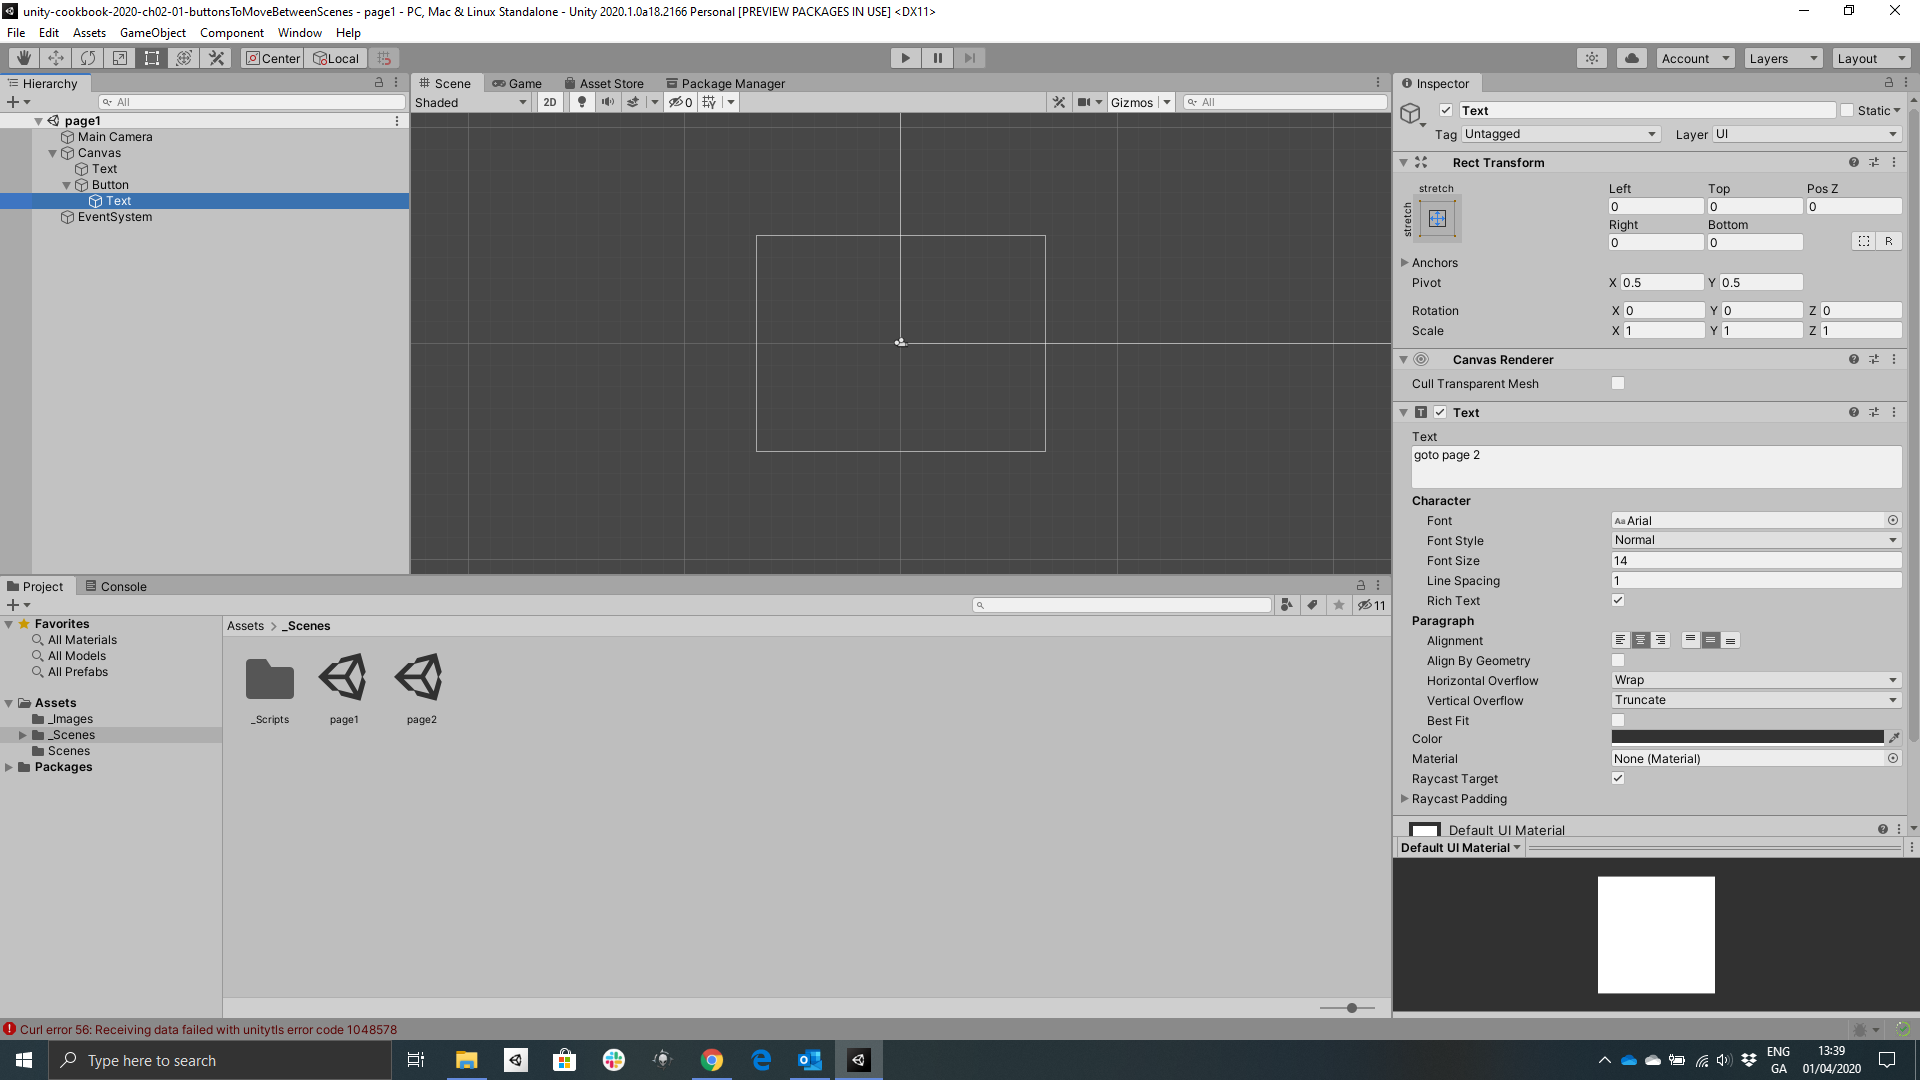 unity-cookbook-2020-ch02-01-buttonsToMoveBetweenScenes - page1 - PC, Mac & Linux Standalone - Unity 2020.1.0a18.2166 Personal [PREVIEW PACKAGES IN USE] <DX11>
File Edit Assets GameObject Component Window Help
Center Local Account Layers Layout
Hierarchy
All
page1
Main Camera
Canvas
Text
Button
Text
EventSystem
Scene Game Asset Store Package Manager
Shaded 2D 0 Gizmos All
Inspector
Text Static
Tag Untagged Layer UI
Rect Transform
stretch
stretch
Left Top Pos Z
0 0 0
Right Bottom
0 0 R
Anchors
Pivot X 0.5 Y 0.5
Rotation X 0 Y 0 Z 0
Scale X 1 Y 1 Z 1
Canvas Renderer
Cull Transparent Mesh
T Text
Text
goto page 2
Character
Font Aa Arial
Font Style Normal
Font Size 14
Line Spacing 1
Rich Text
Paragraph
Alignment
Align By Geometry
Horizontal Overflow Wrap
Vertical Overflow Truncate
Best Fit
Color
Material None (Material)
Raycast Target
Raycast Padding
Default UI Material
Default UI Material
Project Console
11
Favorites
All Materials
All Models
All Prefabs
Assets
_Images
_Scenes
Scenes
Packages
Assets > _Scenes
_Scripts page1 page2
Curl error 56: Receiving data failed with unitytls error code 1048578
Type here to search
ENG
GA
13:39
01/04/2020